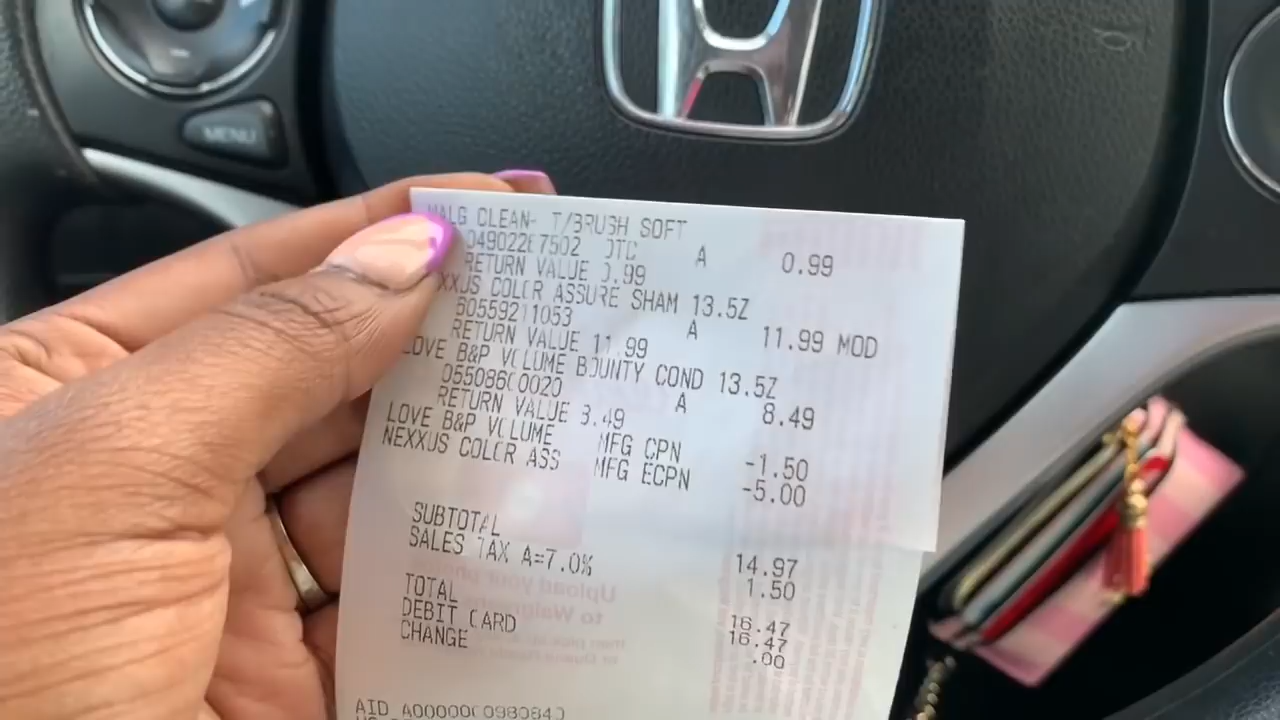 MENU
WALG CLEAN- T/BRUSH SOFT
04902267502 OTC A 0.99
RETURN VALUE 0.99
NEXXUS COLOR ASSURE SHAM 13.5Z
60559211053 A 11.99 MOD
RETURN VALUE 11.99
LOVE B&P VOLUME BOUNTY COND 13.5Z
05508600020 A 8.49
RETURN VALUE 8.49
LOVE B&P VOLUME MFG CPN -1.50
NEXXUS COLOR ASS MFG ECPN -5.00
SUBTOTAL 14.97
SALES TAX A=7.0% 1.50
TOTAL 16.47
DEBIT CARD 16.47
CHANGE .00
AID A0000000980840